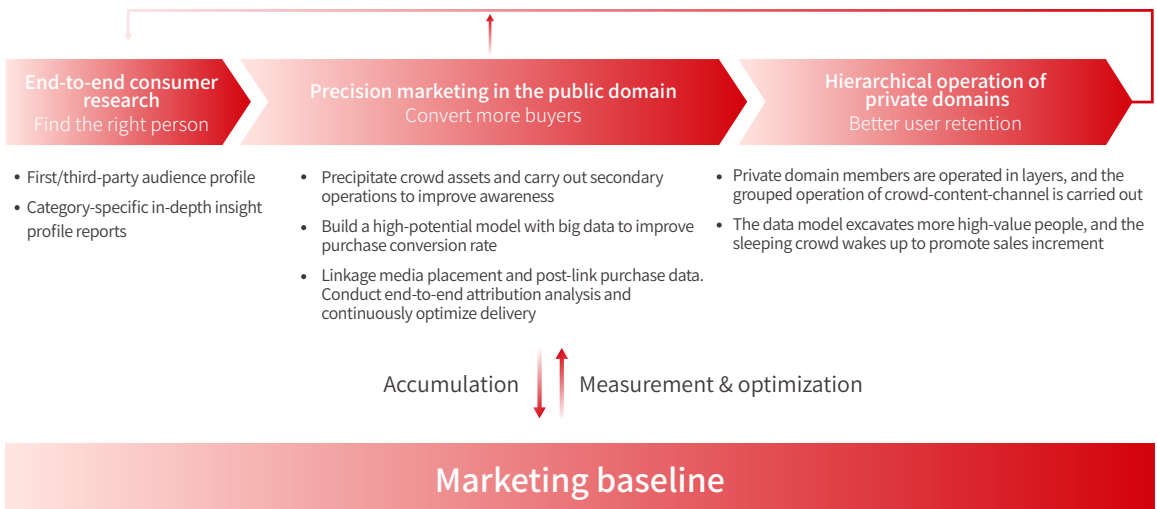 End-to-end consumer
research
Find the right person
Precision marketing in the public domain
Convert more buyers
Hierarchical operation of
private domains
Better user retention
• First/third-party audience profile
• Category-specific in-depth insight
profile reports
• Precipitate crowd assets and carry out secondary
operations to improve awareness
• Build a high-potential model with big data to improve
purchase conversion rate
• Linkage media placement and post-link purchase data.
Conduct end-to-end attribution analysis and
continuously optimize delivery
• Private domain members are operated in layers, and the
grouped operation of crowd-content-channel is carried out
• The data model excavates more high-value people, and the
sleeping crowd wakes up to promote sales increment
Accumulation
Measurement & optimization
Marketing baseline